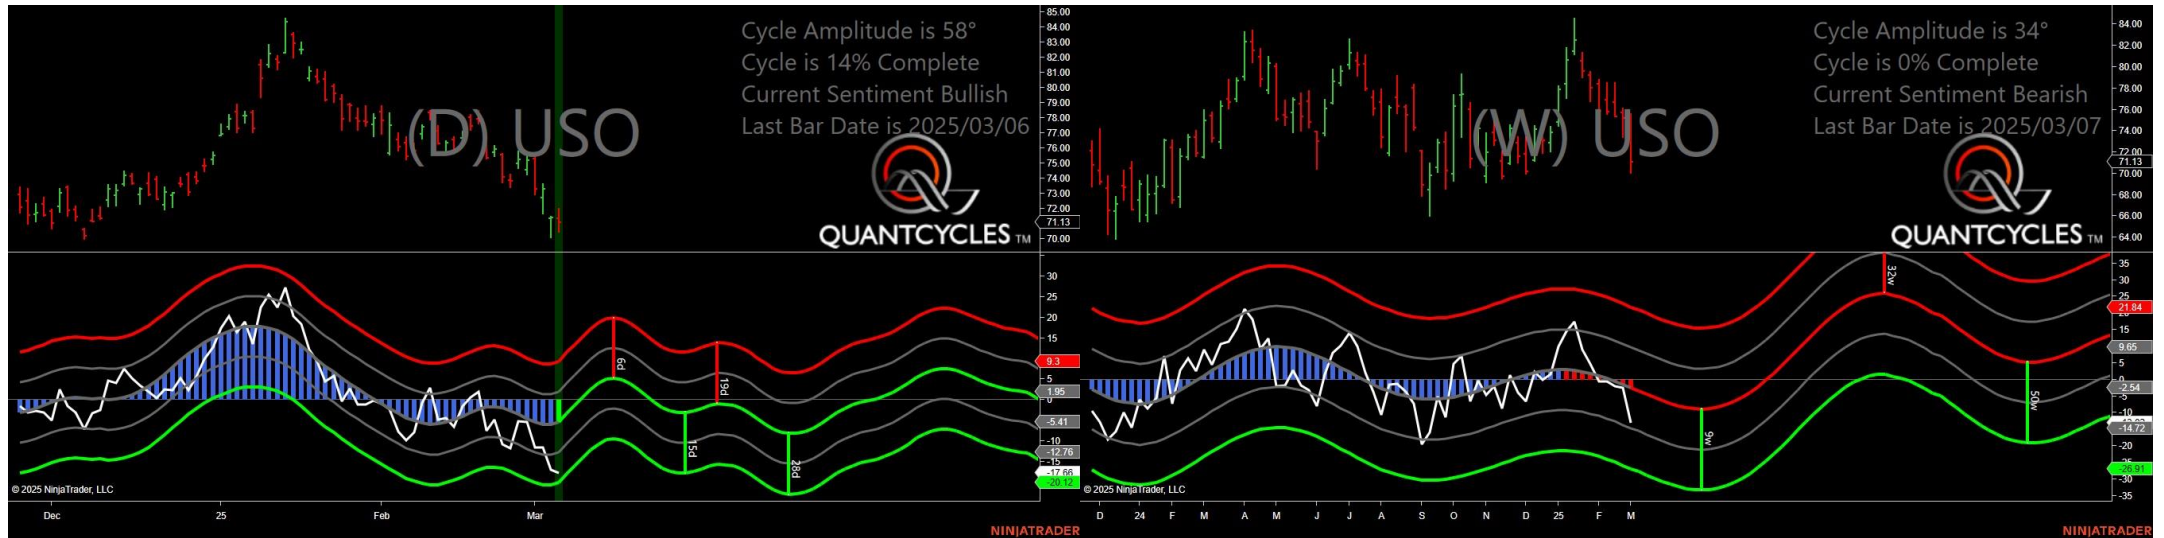 (D) USO
Cycle Amplitude is 58°
Cycle is 14% Complete
Current Sentiment Bullish
Last Bar Date is 2025/03/06
QUANTCYCLES TM
85.00
84.00
83.00
82.00
81.00
80.00
79.00
78.00
77.00
76.00
75.00
74.00
73.00
72.00
71.13
70.00
30
25
20
15
9.3
5
1.95
0
-5.41
-10
-12.76
-15
-17.66
-20.12
6d
15d
19d
28d
© 2025 NinjaTrader, LLC
Dec 25 Feb Mar
NINJATRADER
(W) USO
Cycle Amplitude is 34°
Cycle is 0% Complete
Current Sentiment Bearish
Last Bar Date is 2025/03/07
QUANTCYCLES TM
84.00
82.00
80.00
78.00
76.00
74.00
72.00
71.13
70.00
68.00
66.00
64.00
35
30
25
21.84
15
9.65
5
0
-2.54
-5
-10
-14.72
-20
-26.91
-30
-35
9w
32w
50w
© 2025 NinjaTrader, LLC
D 24 F M A M J J A S O N D 25 F M
NINJATRADER